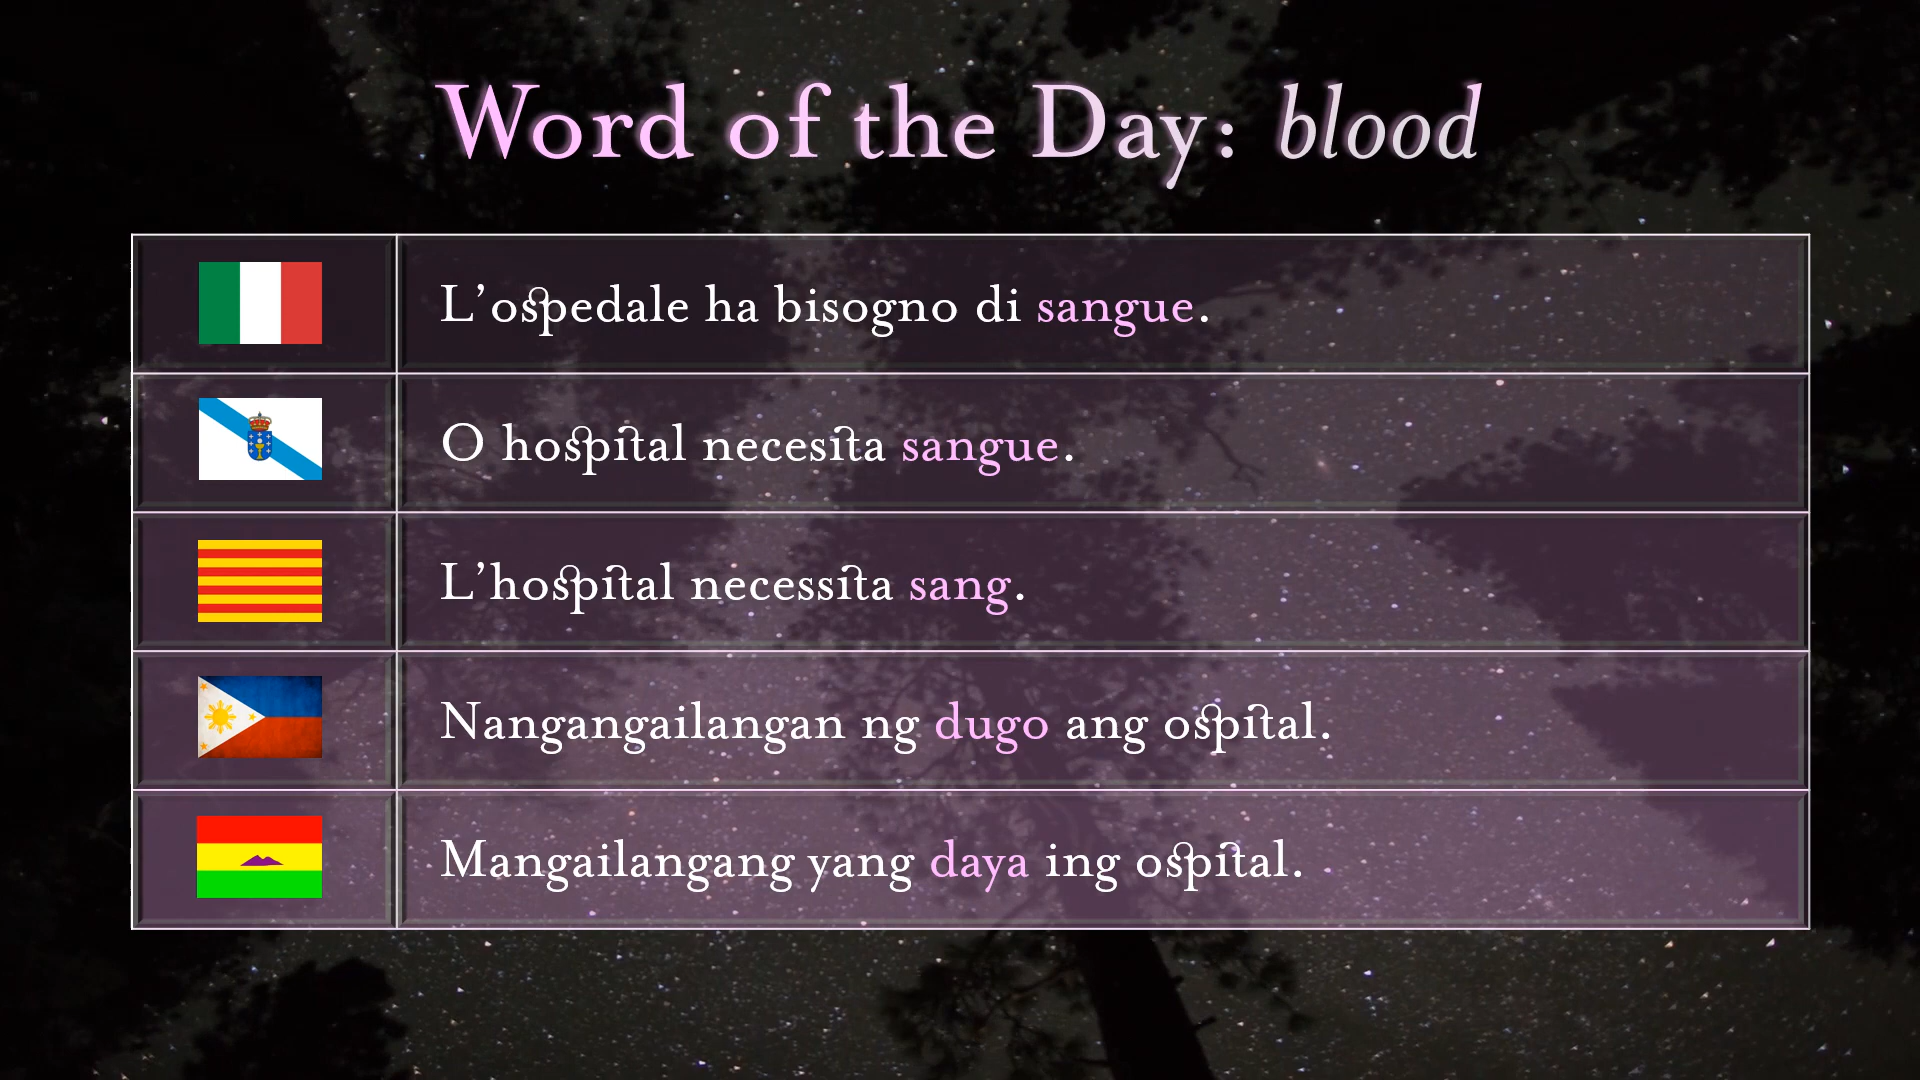 Word of the Day: blood
L’ospedale ha bisogno di sangue.
O hospital necesita sangue.
L’hospital necessita sang.
Nangangailangan ng dugo ang ospital.
Mangailangang yang daya ing ospital.